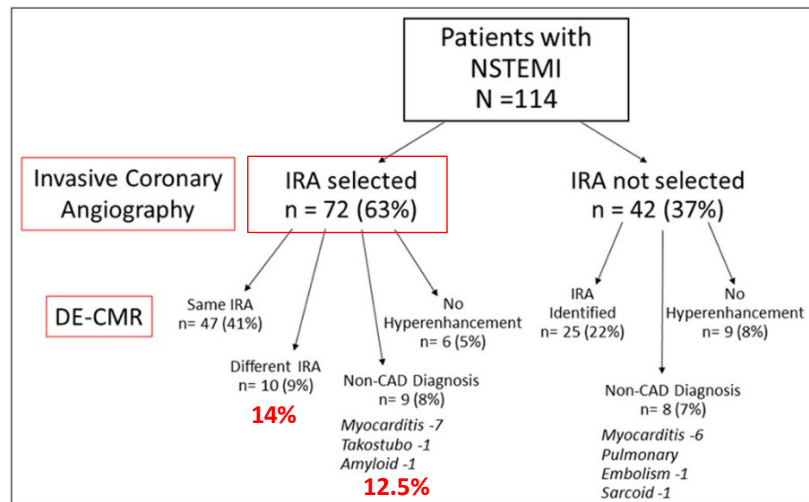 Patients with
NSTEMI
N =114
Invasive Coronary
Angiography
IRA selected
n = 72 (63%)
IRA not selected
n = 42 (37%)
DE-CMR
Same IRA
n= 47 (41%)
Different IRA
n= 10 (9%)
14%
Non-CAD Diagnosis
n= 9 (8%)
Myocarditis -7
Takostubo -1
Amyloid -1
12.5%
No
Hyperenhancement
n= 6 (5%)
IRA
Identified
n= 25 (22%)
Non-CAD Diagnosis
n= 8 (7%)
Myocarditis -6
Pulmonary
Embolism -1
Sarcoid -1
No
Hyperenhancement
n= 9 (8%)